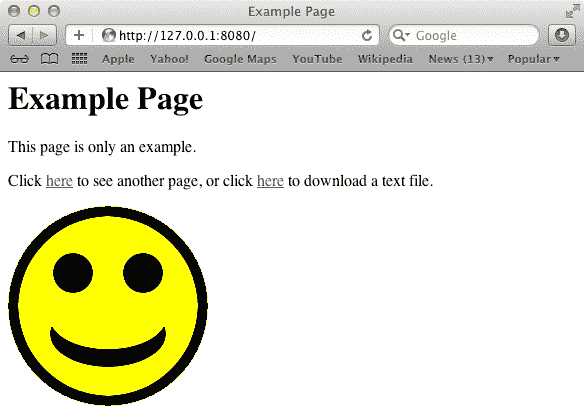 Example Page
http://127.0.0.1:8080/
Google
Apple Yahoo! Google Maps YouTube Wikipedia News (13) Popular
Example Page
This page is only an example.
Click here to see another page, or click here to download a text file.